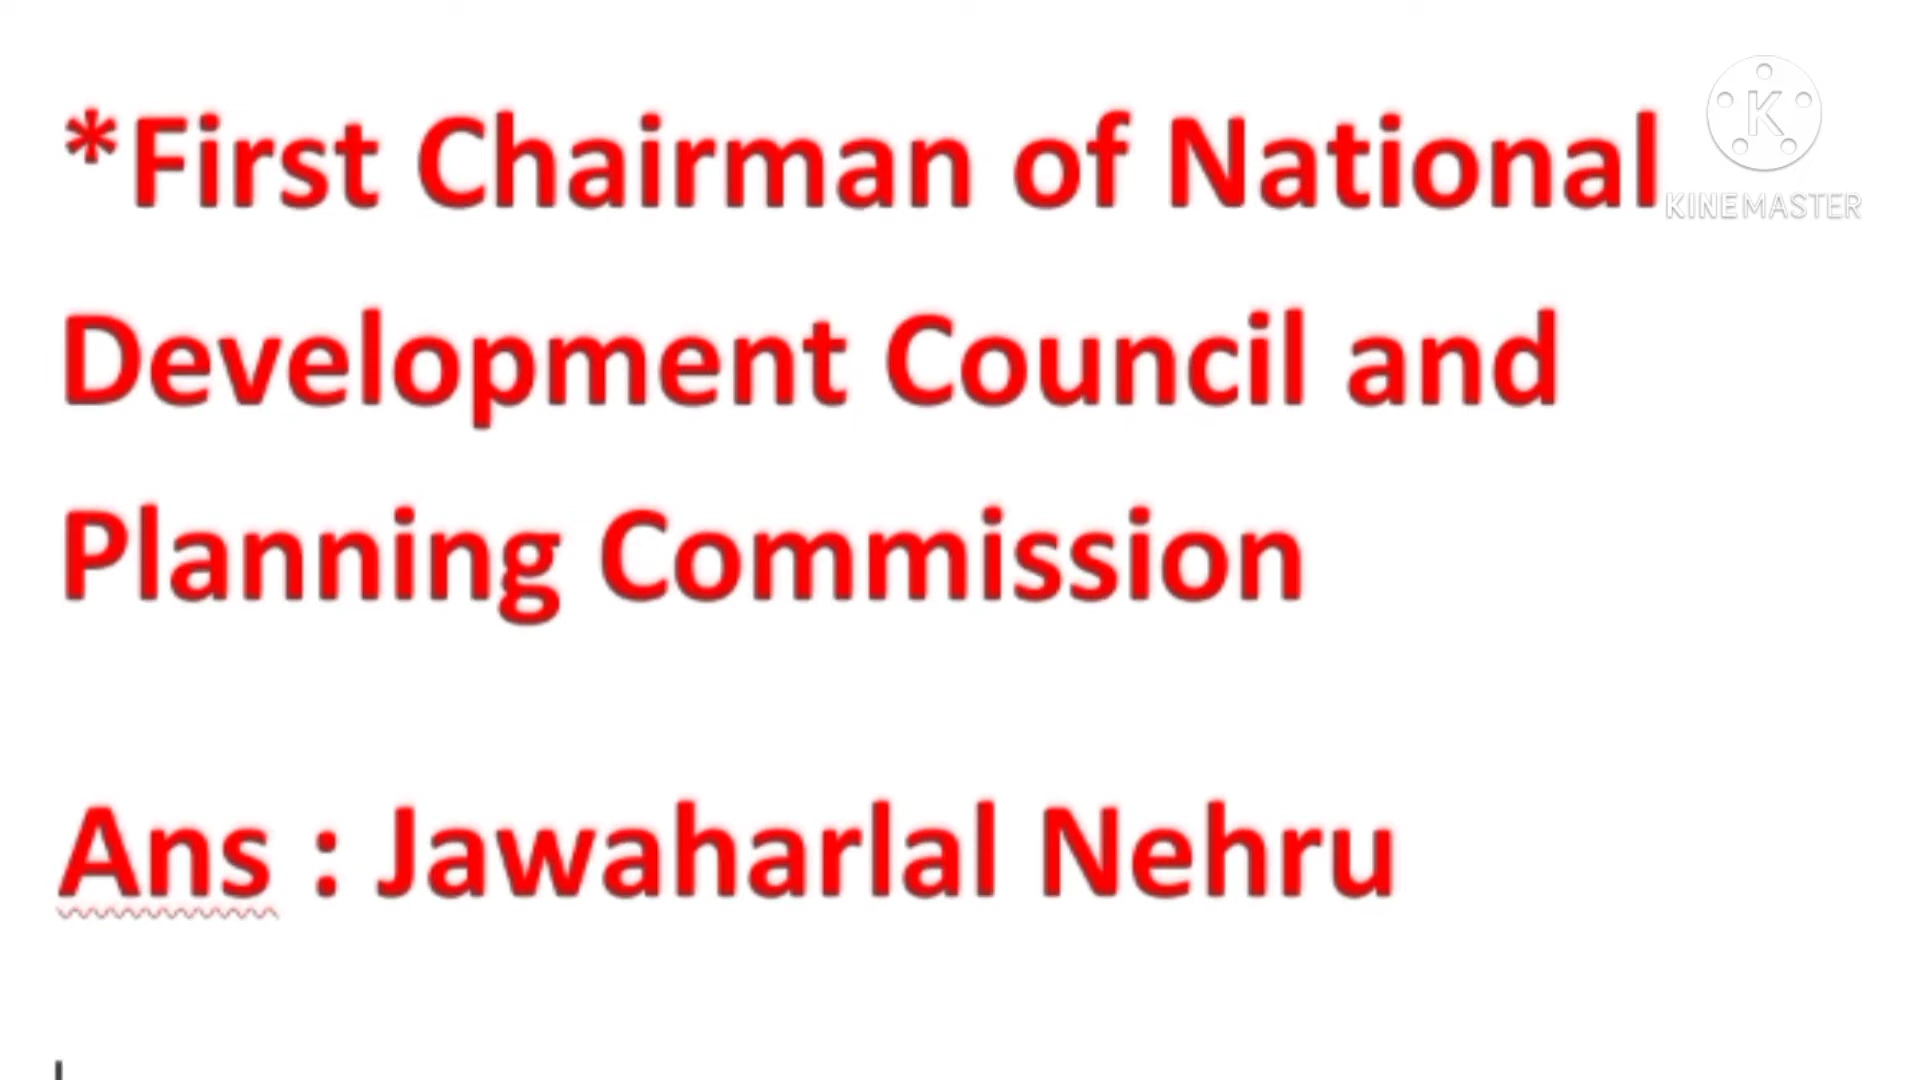 *First Chairman of National
KINEMASTER
Development Council and
Planning Commission
Ans : Jawaharlal Nehru